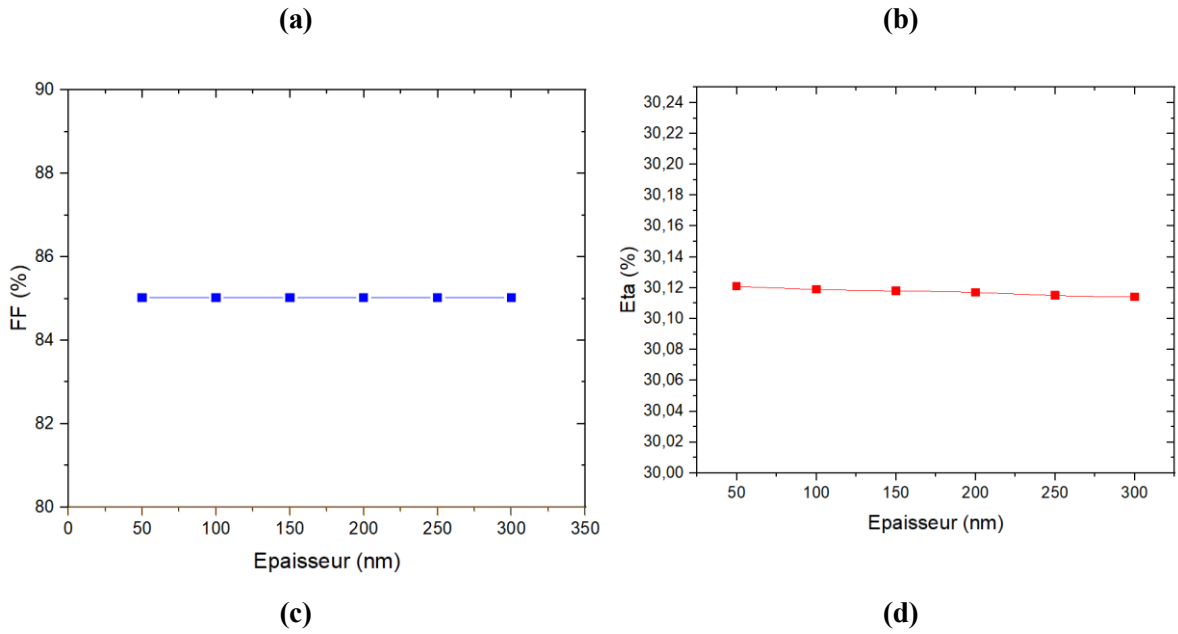 (a) (b)
90
88
86
84
82
80
FF (%)
0 50 100 150 200 250 300 350
Epaisseur (nm)
30,24
30,22
30,20
30,18
30,16
30,14
30,12
30,10
30,08
30,06
30,04
30,02
30,00
Eta (%)
50 100 150 200 250 300
Epaisseur (nm)
(c) (d)